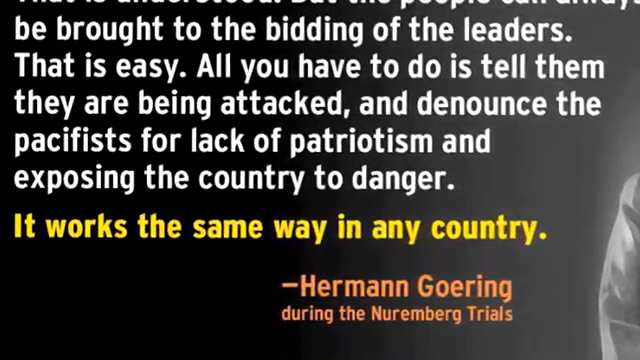 That is understood. But the people can always
be brought to the bidding of the leaders.
That is easy. All you have to do is tell them
they are being attacked, and denounce the
pacifists for lack of patriotism and
exposing the country to danger.
It works the same way in any country.
—Hermann Goering
during the Nuremberg Trials